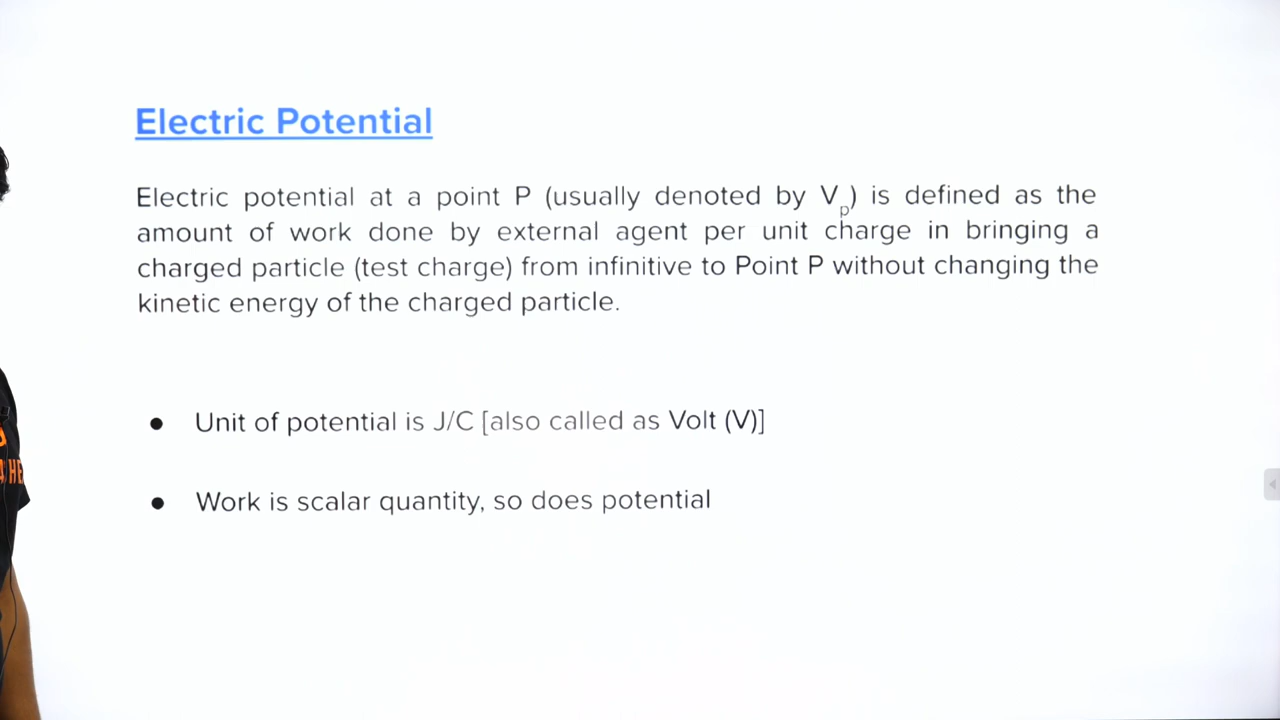 Electric Potential
Electric potential at a point P (usually denoted by Vp) is defined as the
amount of work done by external agent per unit charge in bringing a
charged particle (test charge) from infinitive to Point P without changing the
kinetic energy of the charged particle.
● Unit of potential is J/C [also called as Volt (V)]
● Work is scalar quantity, so does potential
HE